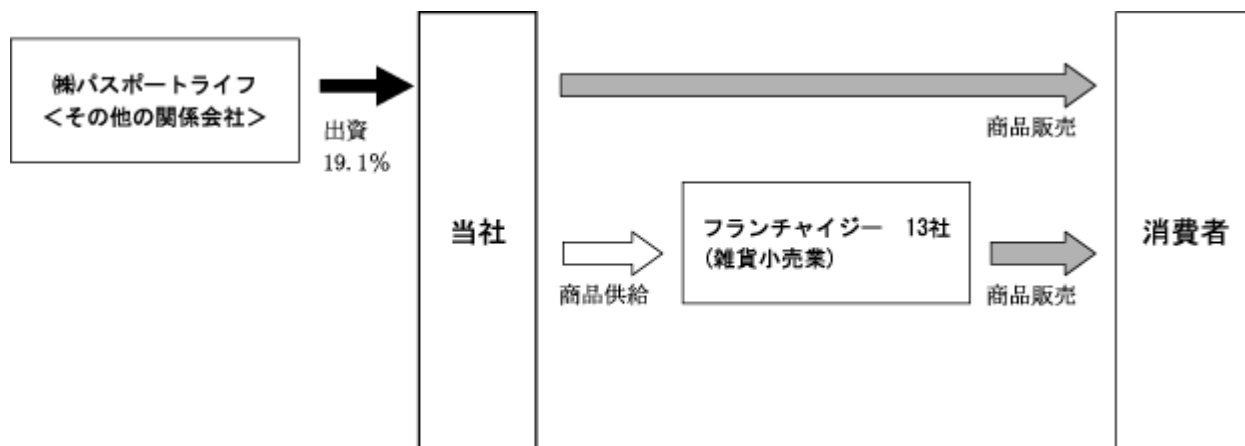 ㈱パスポートライフ
＜その他の関係会社＞
出資
19.1%
当社
商品販売
商品供給
フランチャイジー　13社
(雑貨小売業)
商品販売
消費者